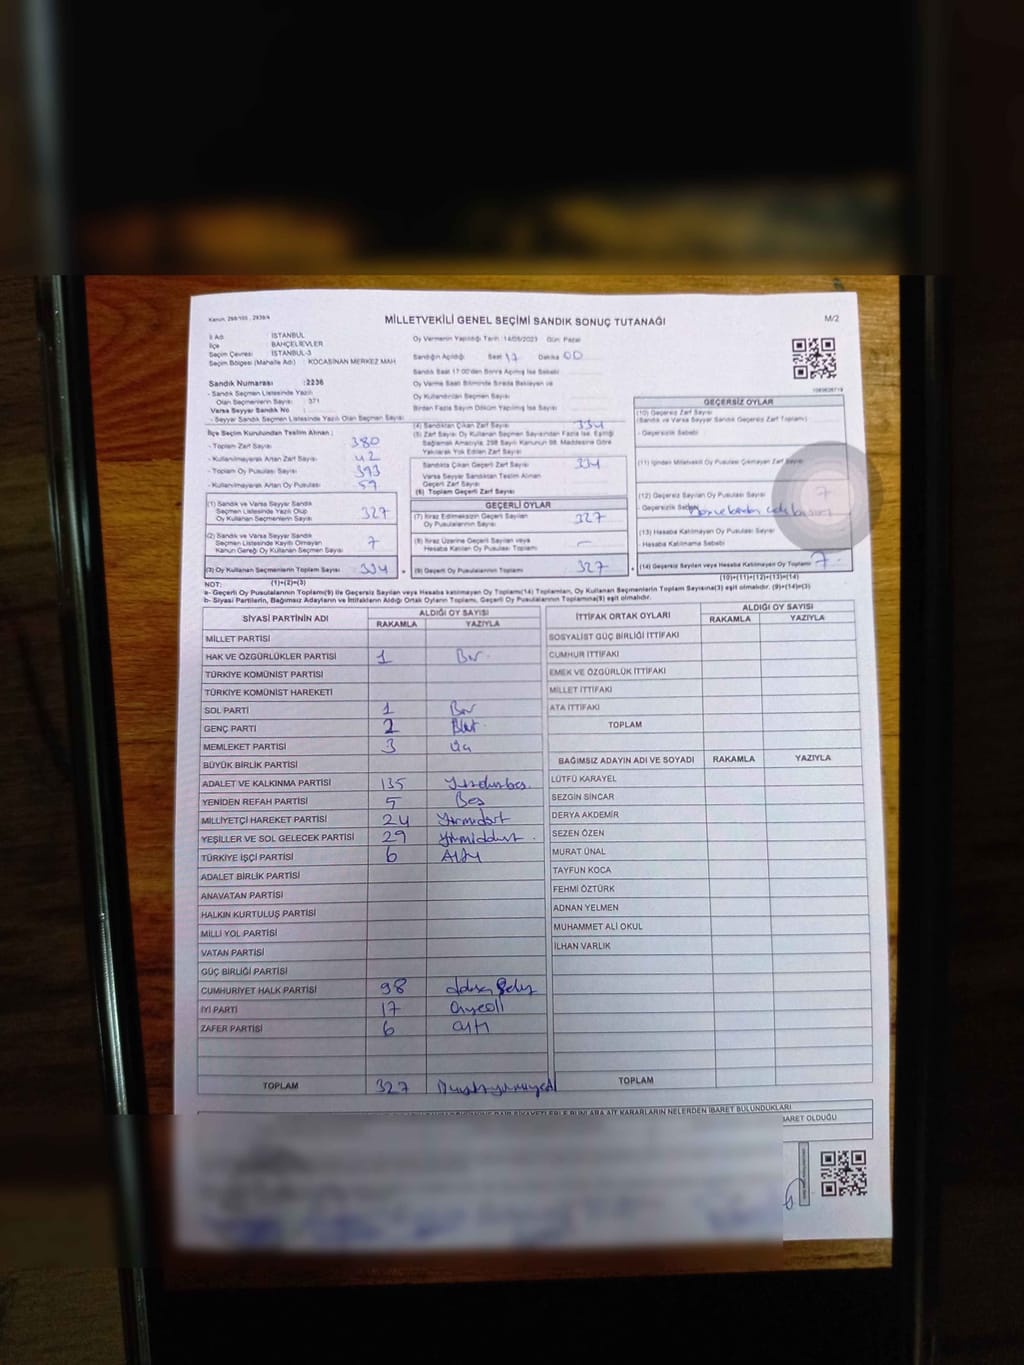 Kanun, 298/105 , 2839/4
MİLLETVEKİLİ GENEL SEÇİMİ SANDIK SONUÇ TUTANAĞI
M/2
İl Adı : İSTANBUL
İlçe : BAHÇELİEVLER
Seçim Çevresi : İSTANBUL-3
Seçim Bölgesi (Mahalle Adı) : KOCASİNAN MERKEZ MAH
Sandık Numarası :2236
- Sandık Seçmen Listesinde Yazılı
Olan Seçmenlerin Sayısı : 371
Varsa Seyyar Sandık No :
- Seyyar Sandık Seçmen Listesinde Yazılı Olan Seçmen Sayısı
Oy Vermenin Yapıldığı Tarih :14/05/2023 Gün: Pazar
Sandığın Açıldığı Saat 17 Dakika 00
Sandık Saat 17:00'den Sonra Açılmış İse Sebebi
Oy Verme Saati Bitiminde Sırada Bekleyen ve
Oy Kullandırılan Seçmen Sayısı
Birden Fazla Sayım Döküm Yapılmış İse Sayısı
İlçe Seçim Kurulundan Teslim Alınan ;
- Toplam Zarf Sayısı 380
- Kullanılmayarak Artan Zarf Sayısı 42
- Toplam Oy Pusulası Sayısı 393
- Kullanılmayarak Artan Oy Pusulası 59
(4) Sandıktan Çıkan Zarf Sayısı 334
(5) Zarf Sayısı Oy Kullanan Seçmen Sayısından Fazla İse, Eşitliği
Sağlamak Amacıyla, 298 Sayılı Kanunun 98. Maddesine Göre
Yakılarak Yok Edilen Zarf Sayısı
Sandıkta Çıkan Geçerli Zarf Sayısı 334
Varsa Seyyar Sandıktan Teslim Alınan
Geçerli Zarf Sayısı
(6) Toplam Geçerli Zarf Sayısı
(1) Sandık ve Varsa Seyyar Sandık
Seçmen Listesinde Yazılı Olup
Oy Kullanan Seçmenlerin Sayısı 327
(2) Sandık ve Varsa Seyyar Sandık
Seçmen Listesinde Kayıtlı Olmayan
Kanun Gereği Oy Kullanan Seçmen Sayısı 7
(3) Oy Kullanan Seçmenlerin Toplam Sayısı 334
GEÇERLİ OYLAR
(7) İtiraz Edilmeksizin Geçerli Sayılan
Oy Pusulalarının Sayısı 327
(8) İtiraz Üzerine Geçerli Sayılan veya
Hesaba Katılan Oy Pusulası Toplamı -
(9) Geçerli Oy Pusulalarının Toplamı 327
GEÇERSİZ OYLAR
(10) Geçersiz Zarf Sayısı
(Sandık ve Varsa Seyyar Sandık Geçersiz Zarf Toplamı)
- Geçersizlik Sebebi
(11) İçinden Milletvekili Oy Pusulası Çıkmayan Zarf Sayısı
(12) Geçersiz Sayılan Oy Pusulası Sayısı 7
- Geçersizlik Sebebi
(13) Hesaba Katılmayan Oy Pusulası Sayısı
- Hesaba Katılmama Sebebi
(14) Geçersiz Sayılan veya Hesaba Katılmayan Oy Toplamı 7
NOT: (1)+(2)=(3) (10)+(11)+(12)+(13)=(14)
a- Geçerli Oy Pusulalarının Toplamı(9) ile Geçersiz Sayılan veya Hesaba katılmayan Oy Toplamı(14) Toplamları, Oy Kullanan Seçmenlerin Toplam Sayısına(3) eşit olmalıdır. (9)+(14)=(3)
b- Siyasi Partilerin, Bağımsız Adayların ve İttifakların Aldığı Ortak Oyların Toplamı, Geçerli Oy Pusulalarının Toplamına(9) eşit olmalıdır.
SİYASİ PARTİNİN ADI ALDIĞI OY SAYISI
RAKAMLA YAZIYLA
MİLLET PARTİSİ
HAK VE ÖZGÜRLÜKLER PARTİSİ 1 Bir
TÜRKİYE KOMÜNİST PARTİSİ
TÜRKİYE KOMÜNİST HAREKETİ
SOL PARTİ 1 Bir
GENÇ PARTİ 2
MEMLEKET PARTİSİ 3 üç
BÜYÜK BİRLİK PARTİSİ
ADALET VE KALKINMA PARTİSİ 135
YENİDEN REFAH PARTİSİ 5 Beş
MİLLİYETÇİ HAREKET PARTİSİ 24 Yirmidört
YEŞİLLER VE SOL GELECEK PARTİSİ 29
TÜRKİYE İŞÇİ PARTİSİ 6 Altı
ADALET BİRLİK PARTİSİ
ANAVATAN PARTİSİ
HALKIN KURTULUŞ PARTİSİ
MİLLİ YOL PARTİSİ
VATAN PARTİSİ
GÜÇ BİRLİĞİ PARTİSİ
CUMHURİYET HALK PARTİSİ 98
İYİ PARTİ 17 Onyedi
ZAFER PARTİSİ 6 altı
TOPLAM 327
İTTİFAK ORTAK OYLARI ALDIĞI OY SAYISI
RAKAMLA YAZIYLA
SOSYALİST GÜÇ BİRLİĞİ İTTİFAKI
CUMHUR İTTİFAKI
EMEK VE ÖZGÜRLÜK İTTİFAKI
MİLLET İTTİFAKI
ATA İTTİFAKI
TOPLAM
BAĞIMSIZ ADAYIN ADI VE SOYADI RAKAMLA YAZIYLA
LÜTFÜ KARAYEL
SEZGİN SİNCAR
DERYA AKDEMİR
SEZEN ÖZEN
MURAT ÜNAL
TAYFUN KOCA
FEHMİ ÖZTÜRK
ADNAN YELMEN
MUHAMMET ALİ OKUL
İLHAN VARLIK
TOPLAM
KARARLARIN NELERDEN İBARET BULUNDUKLARI
BARET OLDUĞU